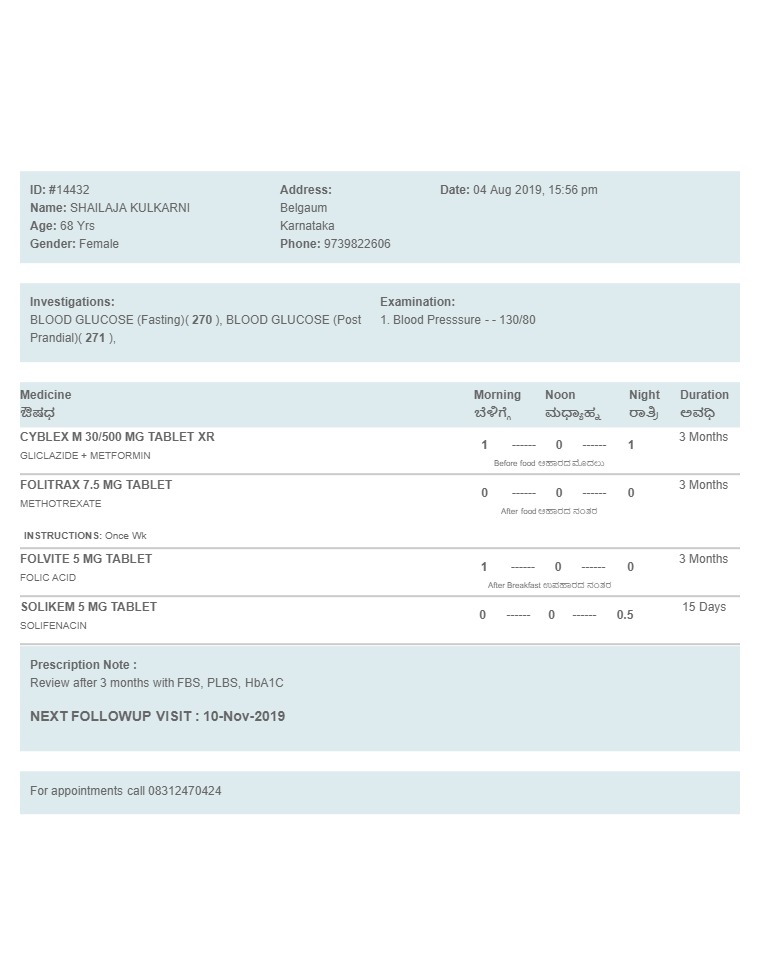 ID: #14432
Name: SHAILAJA KULKARNI
Age: 68 Yrs
Gender: Female
Address:
Belgaum
Karnataka
Phone: 9739822606
Date: 04 Aug 2019, 15:56 pm
Investigations:
BLOOD GLUCOSE (Fasting)( 270 ), BLOOD GLUCOSE (Post
Prandial)( 271 ),
Examination:
1. Blood Presssure - - 130/80
Medicine Morning Noon Night Duration
ಔಷಧ ಬೆಳಿಗ್ಗೆ ಮಧ್ಯಾಹ್ನ ರಾತ್ರಿ ಅವಧಿ
CYBLEX M 30/500 MG TABLET XR
GLICLAZIDE + METFORMIN
1 ------ 0 ------ 1 3 Months
Before food ಆಹಾರದ ಮೊದಲು
FOLITRAX 7.5 MG TABLET
METHOTREXATE
0 ------ 0 ------ 0 3 Months
After food ಆಹಾರದ ನಂತರ
INSTRUCTIONS: Once Wk
FOLVITE 5 MG TABLET
FOLIC ACID
1 ------ 0 ------ 0 3 Months
After Breakfast ಉಪಹಾರದ ನಂತರ
SOLIKEM 5 MG TABLET
SOLIFENACIN
0 ------ 0 ------ 0.5 15 Days
Prescription Note :
Review after 3 months with FBS, PLBS, HbA1C
NEXT FOLLOWUP VISIT : 10-Nov-2019
For appointments call 08312470424